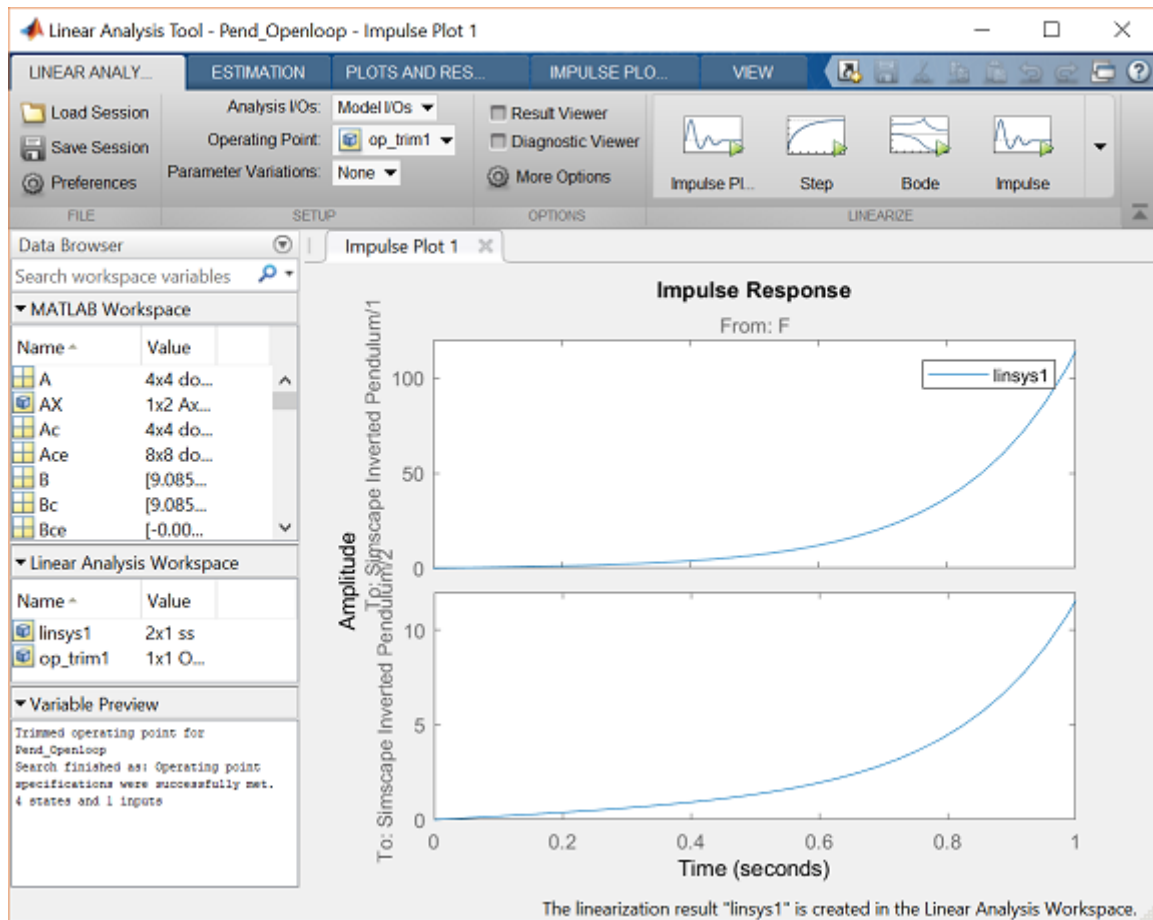 Linear Analysis Tool - Pend_Openloop - Impulse Plot 1
LINEAR ANALY... ESTIMATION PLOTS AND RES... IMPULSE PLO... VIEW
Load Session
Save Session
Preferences
FILE
Analysis I/Os: Model I/Os
Operating Point: op_trim1
Parameter Variations: None
SETUP
Result Viewer
Diagnostic Viewer
More Options
OPTIONS
Impulse Pl... Step Bode Impulse
LINEARIZE
Data Browser
Search workspace variables
MATLAB Workspace
Name Value
A 4x4 do...
AX 1x2 Ax...
Ac 4x4 do...
Ace 8x8 do...
B [9.085...
Bc [9.085...
Bce [-0.00...
Linear Analysis Workspace
Name Value
linsys1 2x1 ss
op_trim1 1x1 O...
Variable Preview
Trimmed operating point for
Pend_Openloop
Search finished as: Operating point
specifications were successfully met.
4 states and 1 inputs
Impulse Plot 1
Impulse Response
From: F
linsys1
Amplitude
To: Simscape Inverted Pendulum/1
100
50
0
To: Simscape Inverted Pendulum/2
10
5
0
0 0.2 0.4 0.6 0.8 1
Time (seconds)
The linearization result "linsys1" is created in the Linear Analysis Workspace.